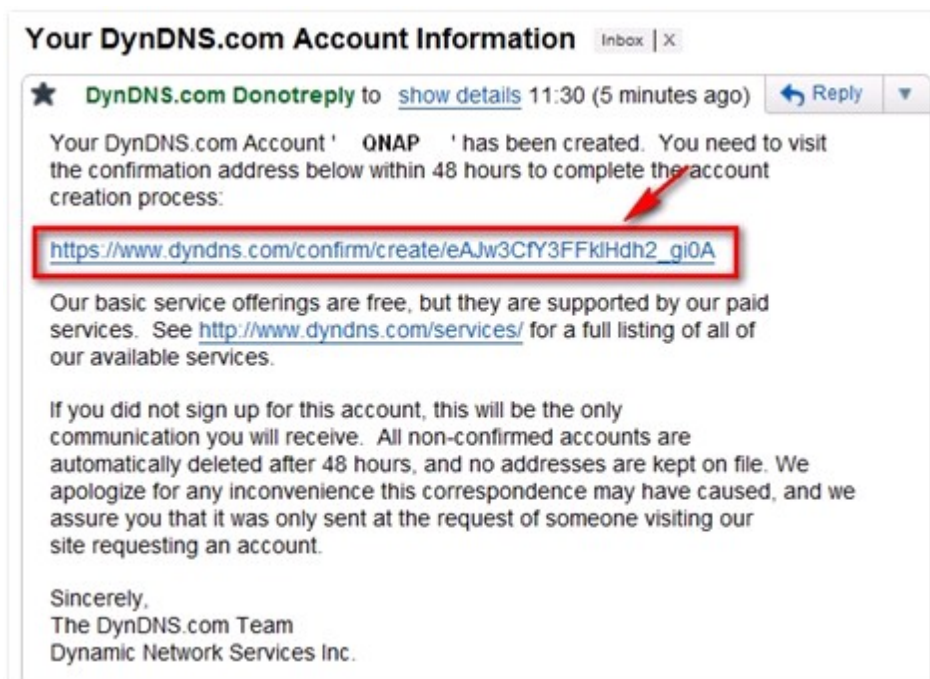 Your DynDNS.com Account Information Inbox | X
DynDNS.com Donotreply to show details 11:30 (5 minutes ago) Reply
Your DynDNS.com Account ' QNAP ' has been created. You need to visit
the confirmation address below within 48 hours to complete the account
creation process:
https://www.dyndns.com/confirm/create/eAJw3CfY3FFklHdh2_gi0A
Our basic service offerings are free, but they are supported by our paid
services. See http://www.dyndns.com/services/ for a full listing of all of
our available services.
If you did not sign up for this account, this will be the only
communication you will receive. All non-confirmed accounts are
automatically deleted after 48 hours, and no addresses are kept on file. We
apologize for any inconvenience this correspondence may have caused, and we
assure you that it was only sent at the request of someone visiting our
site requesting an account.
Sincerely,
The DynDNS.com Team
Dynamic Network Services Inc.